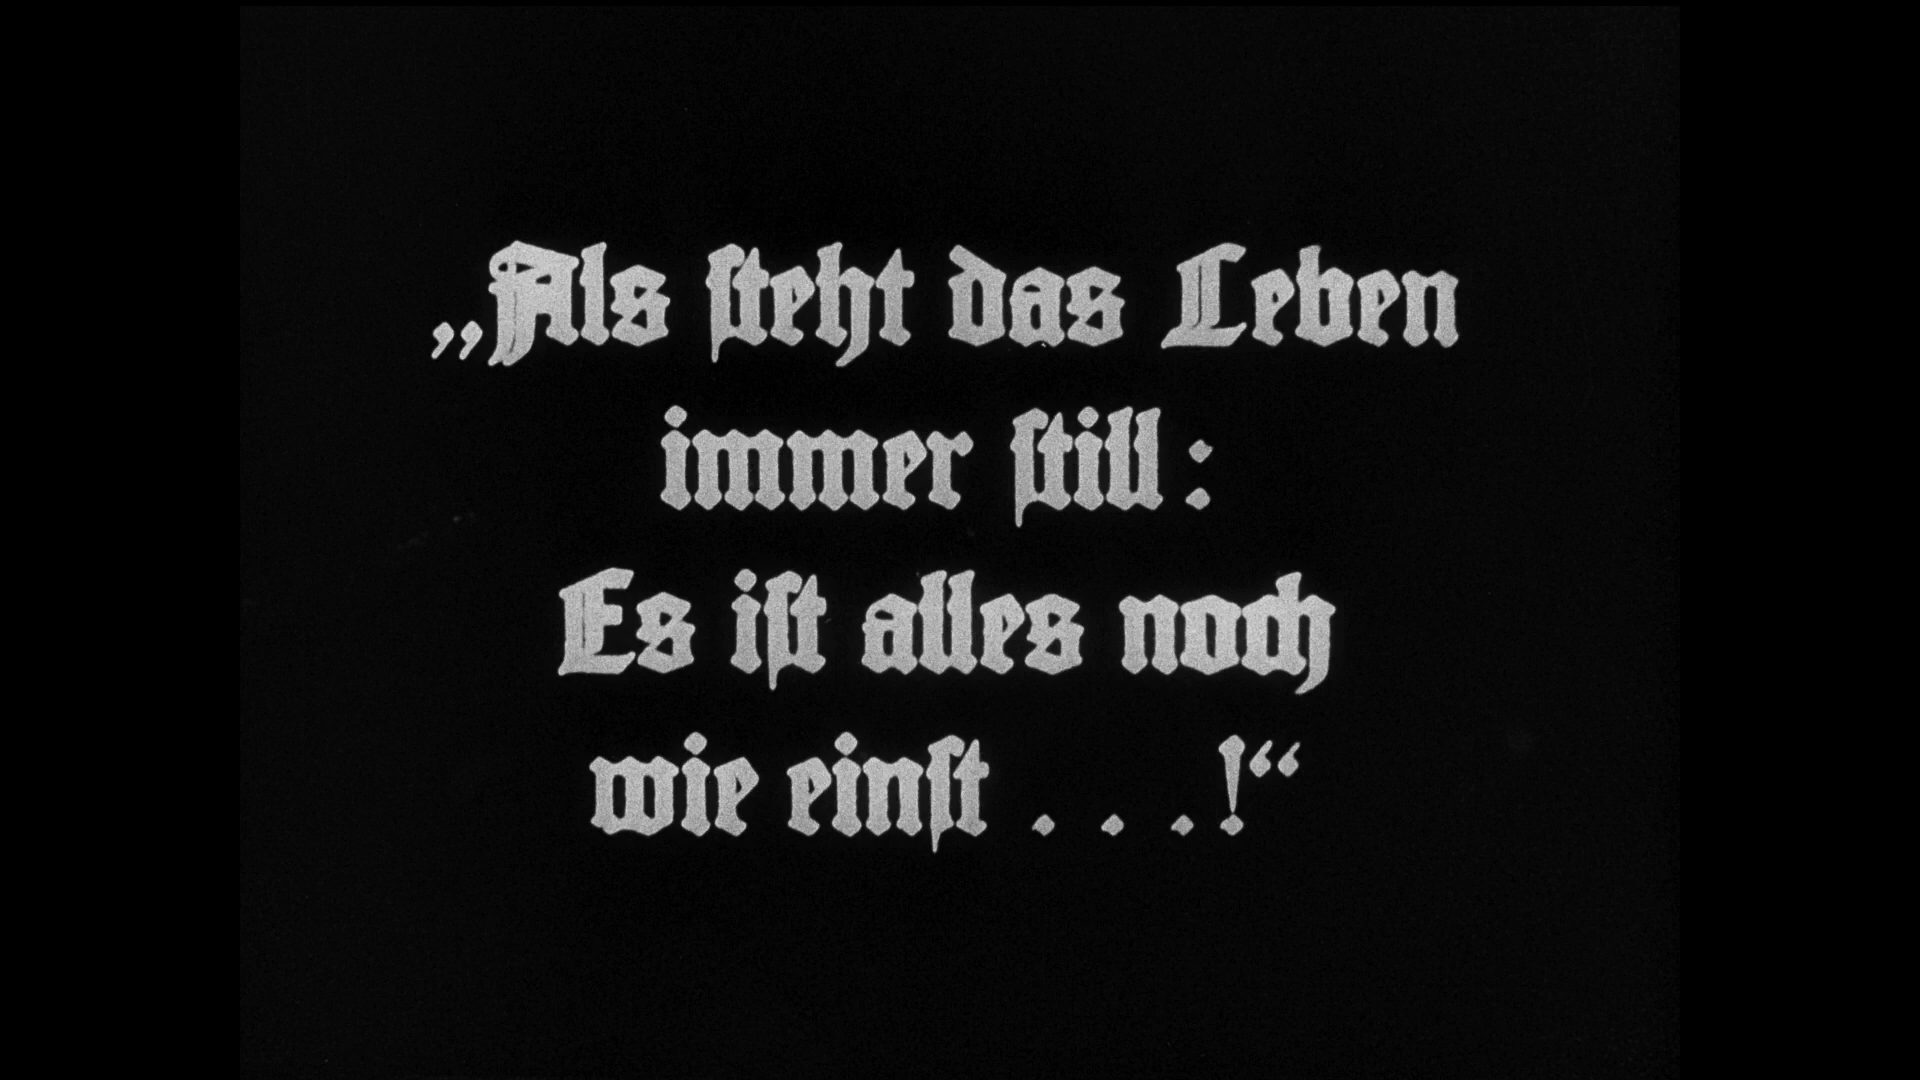 „Als ſteht das Leben
immer ſtill:
Es iſt alles noch
wie einſt . . .!“